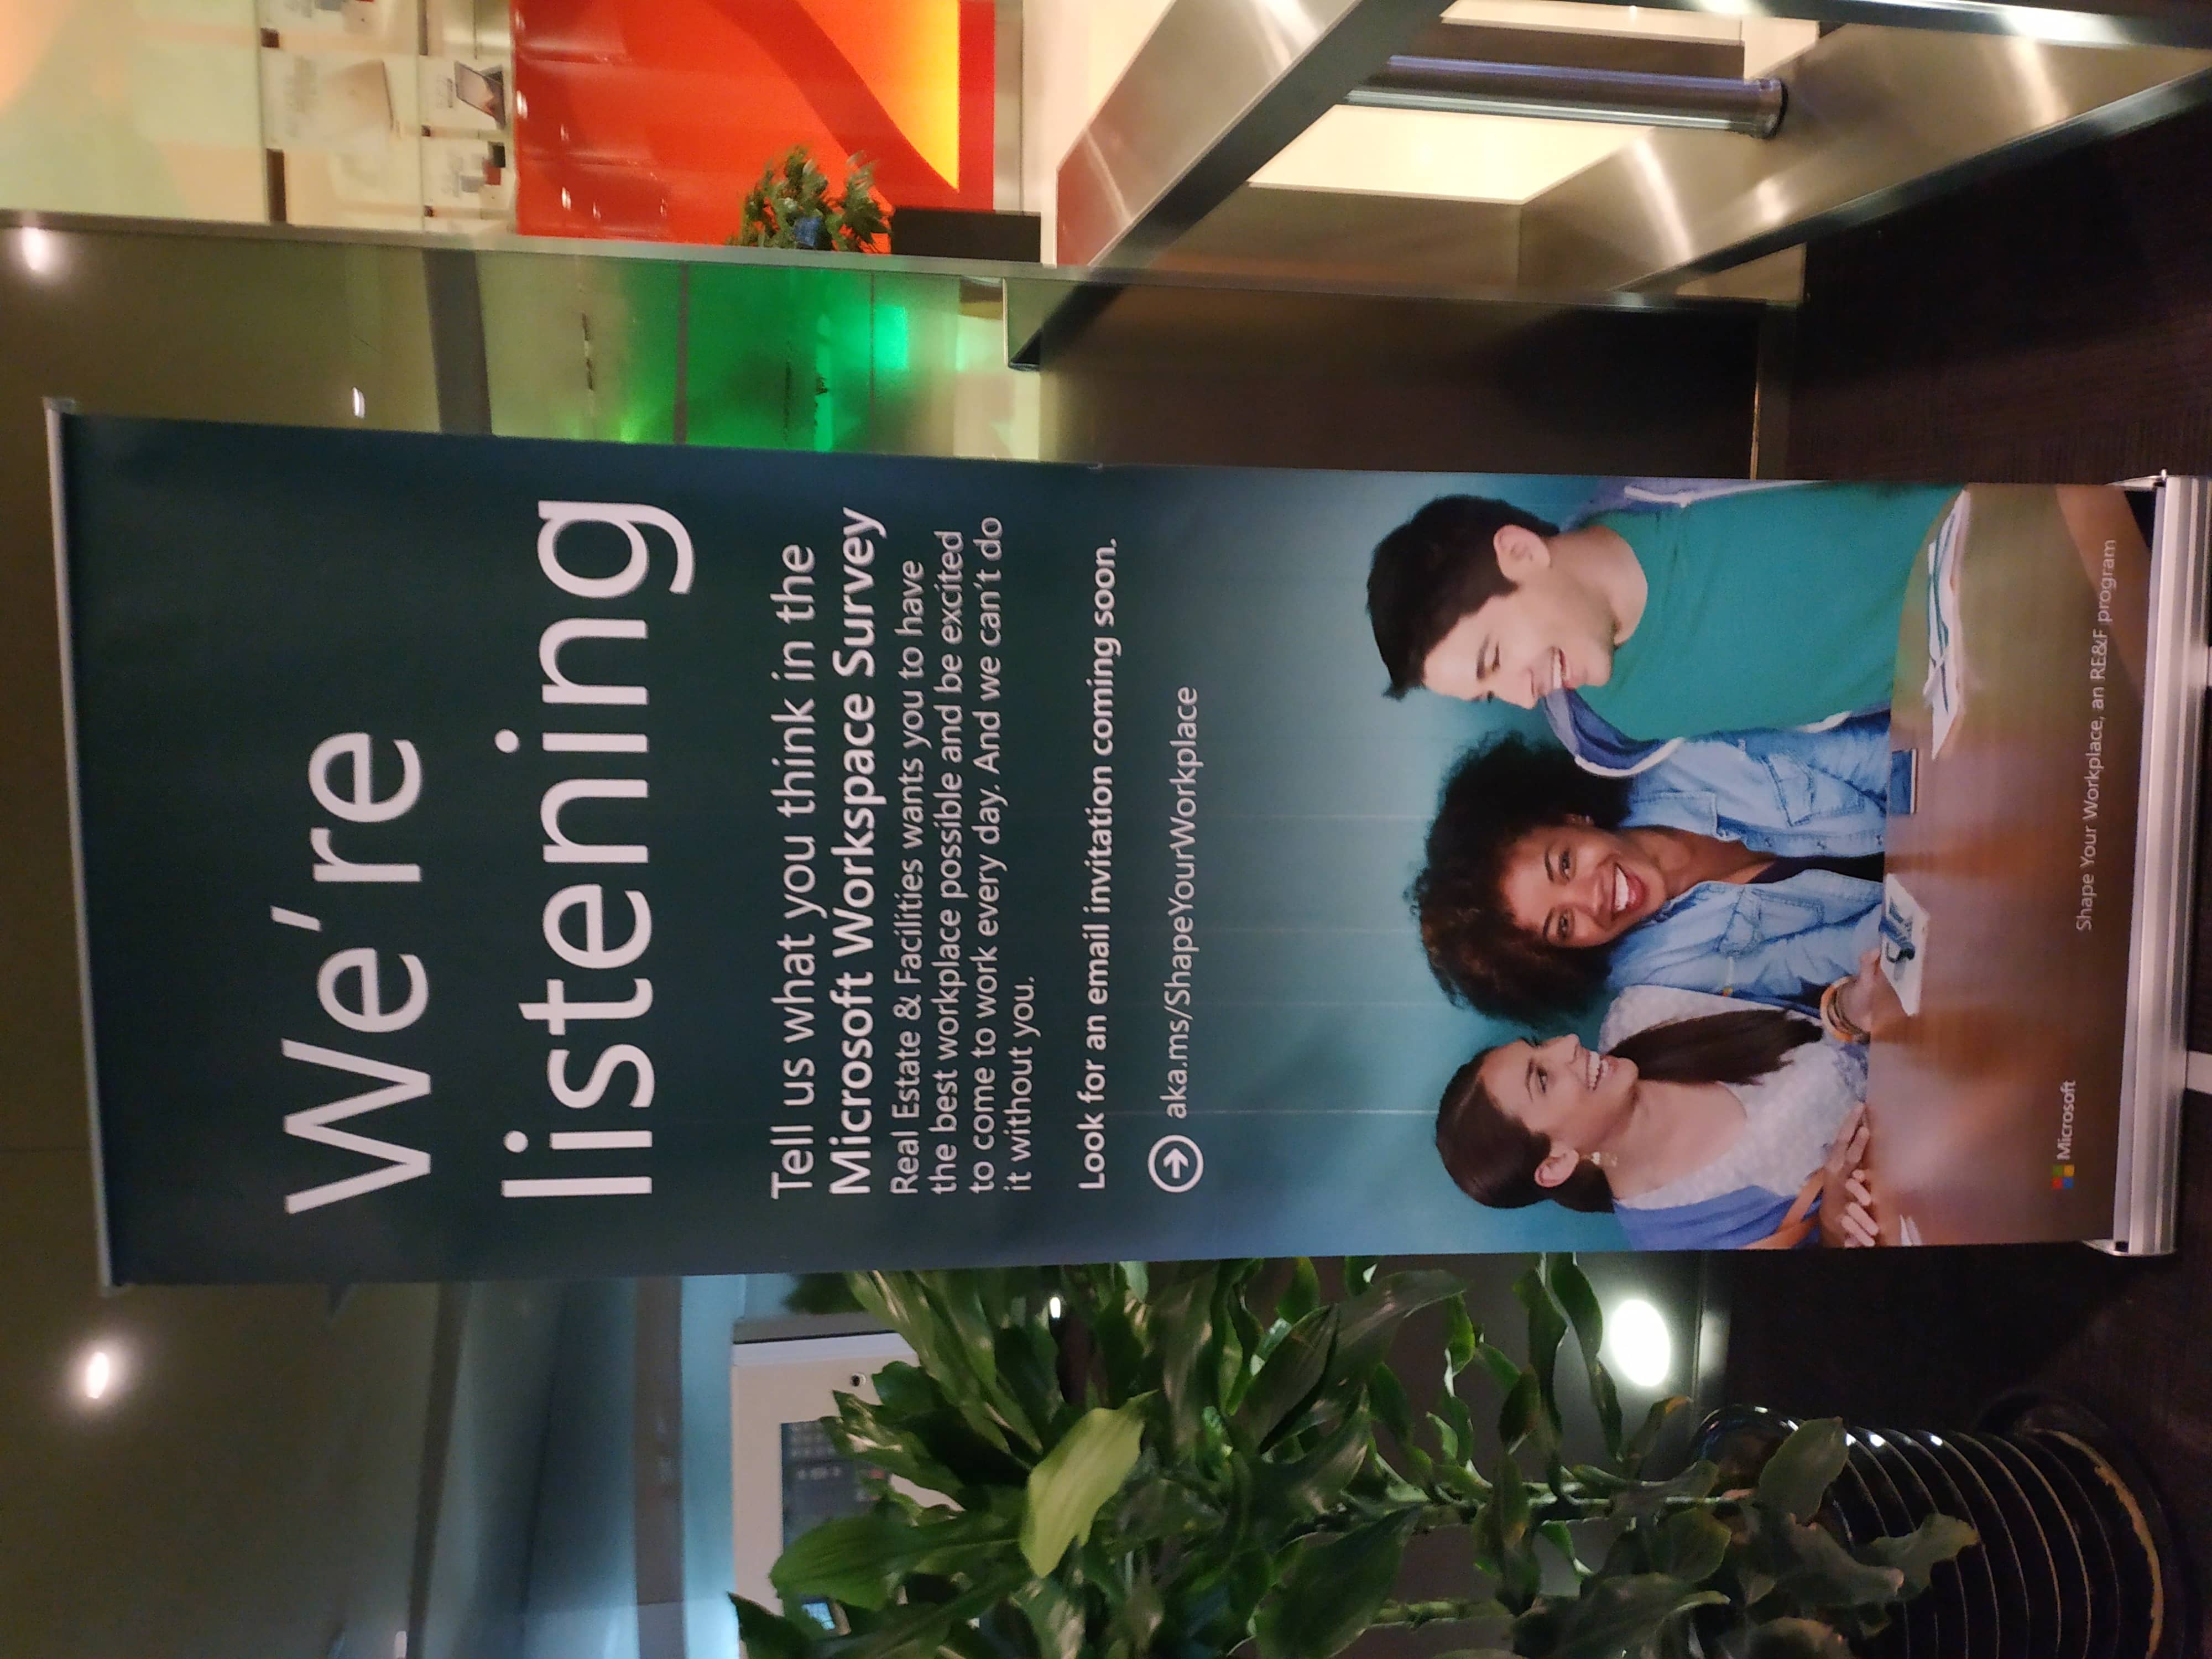 We're
listening
Tell us what you think in the
Microsoft Workspace Survey
Real Estate & Facilities wants you to have
the best workplace possible and be excited
to come to work every day. And we can't do
it without you.
Look for an email invitation coming soon.
aka.ms/ShapeYourWorkplace
Microsoft
Shape Your Workplace, an RE&F program